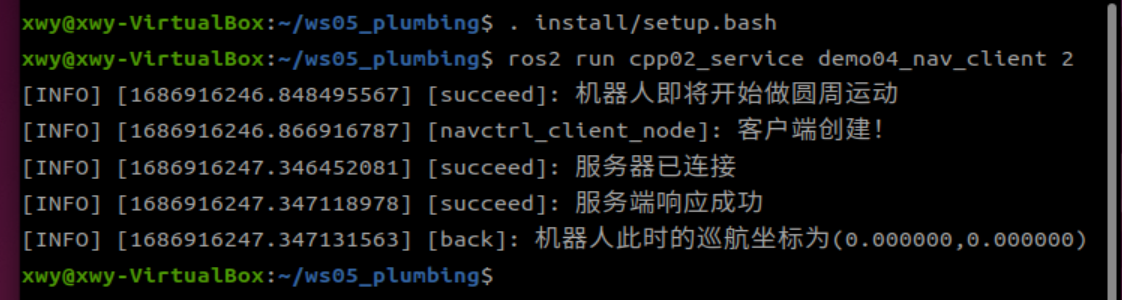 xwy@xwy-VirtualBox:~/ws05_plumbing$ . install/setup.bash
xwy@xwy-VirtualBox:~/ws05_plumbing$ ros2 run cpp02_service demo04_nav_client 2
[INFO] [1686916246.848495567] [succeed]: 机器人即将开始做圆周运动
[INFO] [1686916246.866916787] [navctrl_client_node]: 客户端创建！
[INFO] [1686916247.346452081] [succeed]: 服务器已连接
[INFO] [1686916247.347118978] [succeed]: 服务端响应成功
[INFO] [1686916247.347131563] [back]: 机器人此时的巡航坐标为(0.000000,0.000000)
xwy@xwy-VirtualBox:~/ws05_plumbing$